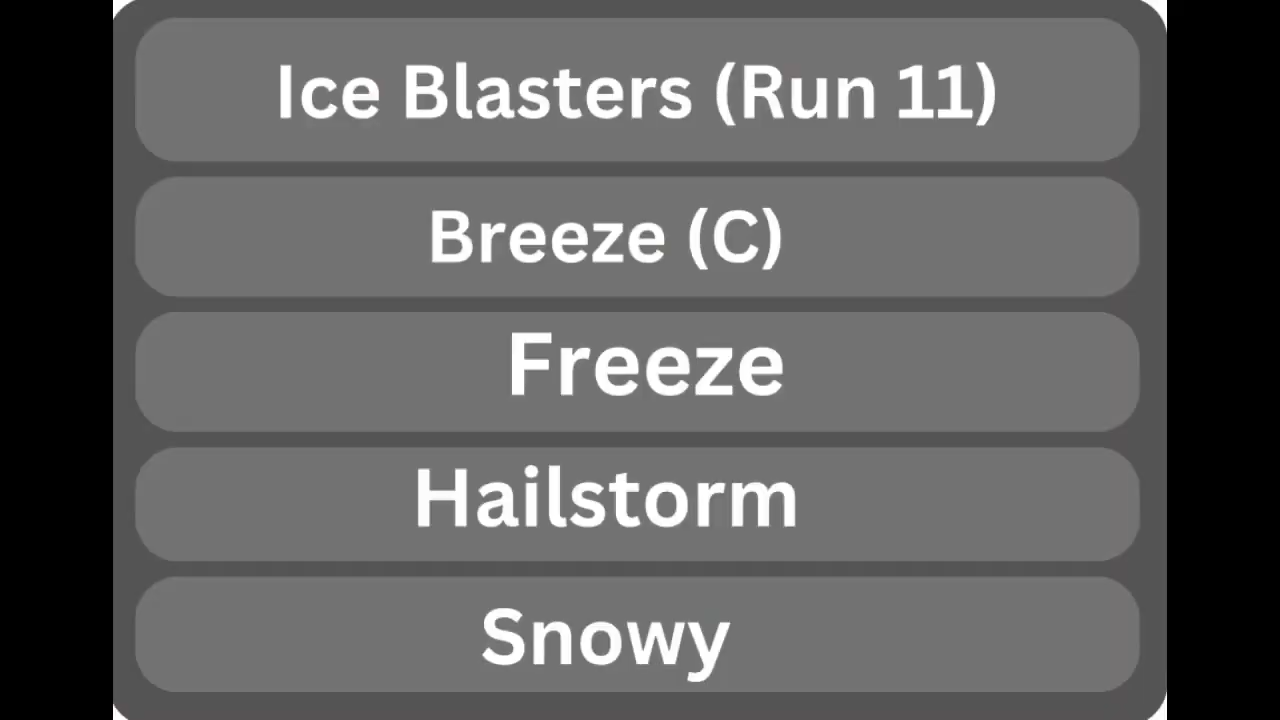 Ice Blasters (Run 11)
Breeze (C)
Freeze
Hailstorm
Snowy